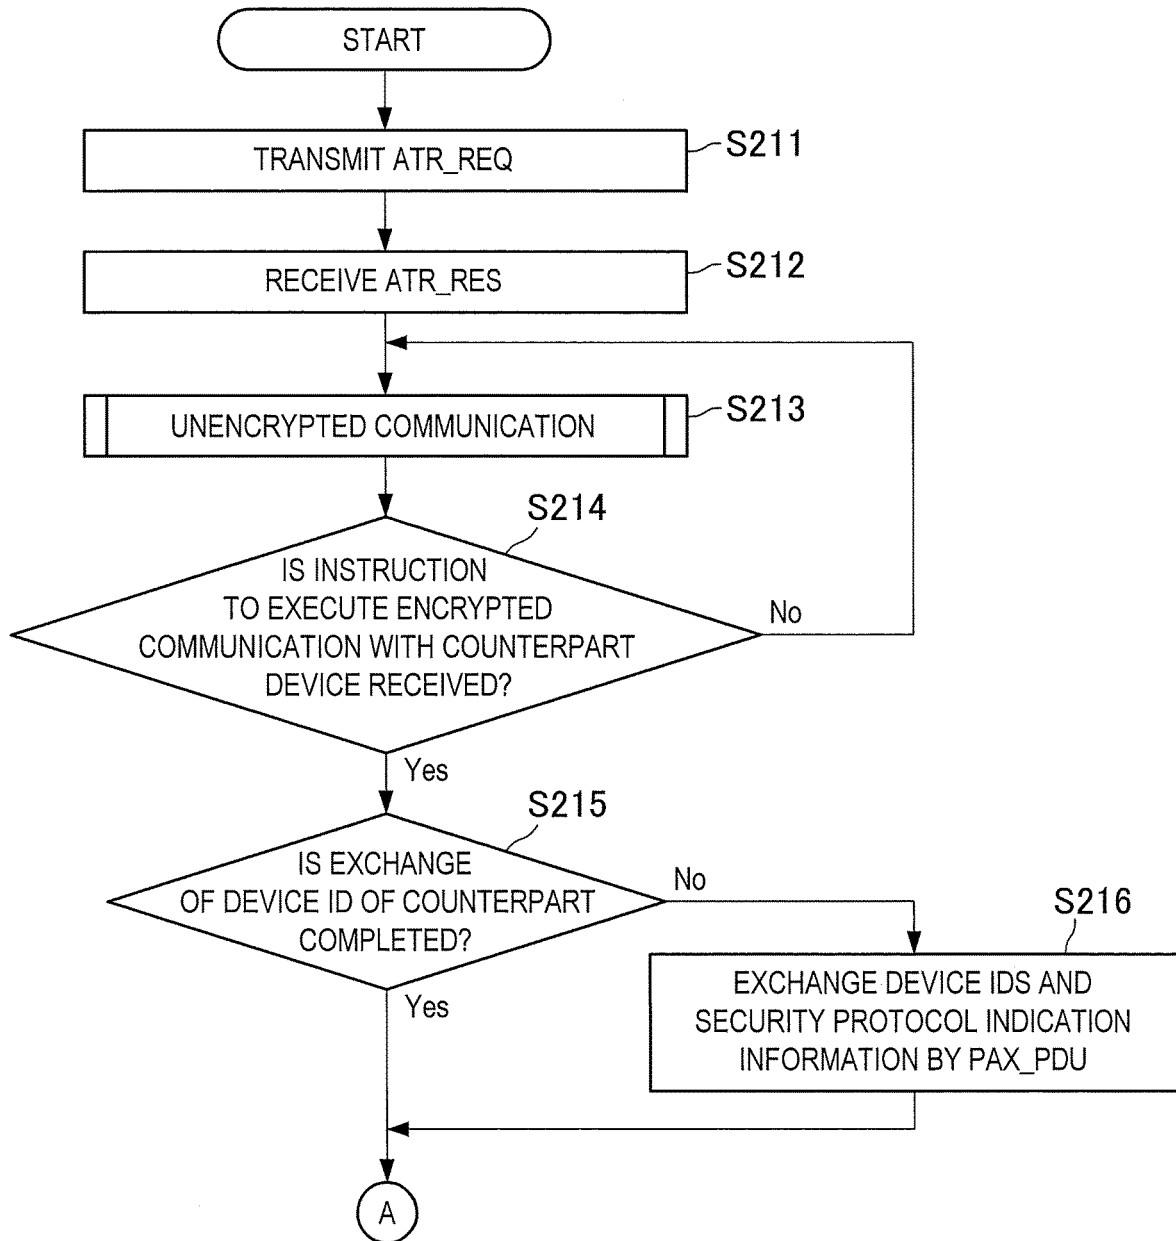 START
TRANSMIT ATR_REQ
S211
RECEIVE ATR_RES
S212
UNENCRYPTED COMMUNICATION
S213
S214
IS INSTRUCTION
TO EXECUTE ENCRYPTED
COMMUNICATION WITH COUNTERPART
DEVICE RECEIVED?
No
Yes
S215
IS EXCHANGE
OF DEVICE ID OF COUNTERPART
COMPLETED?
No
Yes
S216
EXCHANGE DEVICE IDS AND
SECURITY PROTOCOL INDICATION
INFORMATION BY PAX_PDU
A